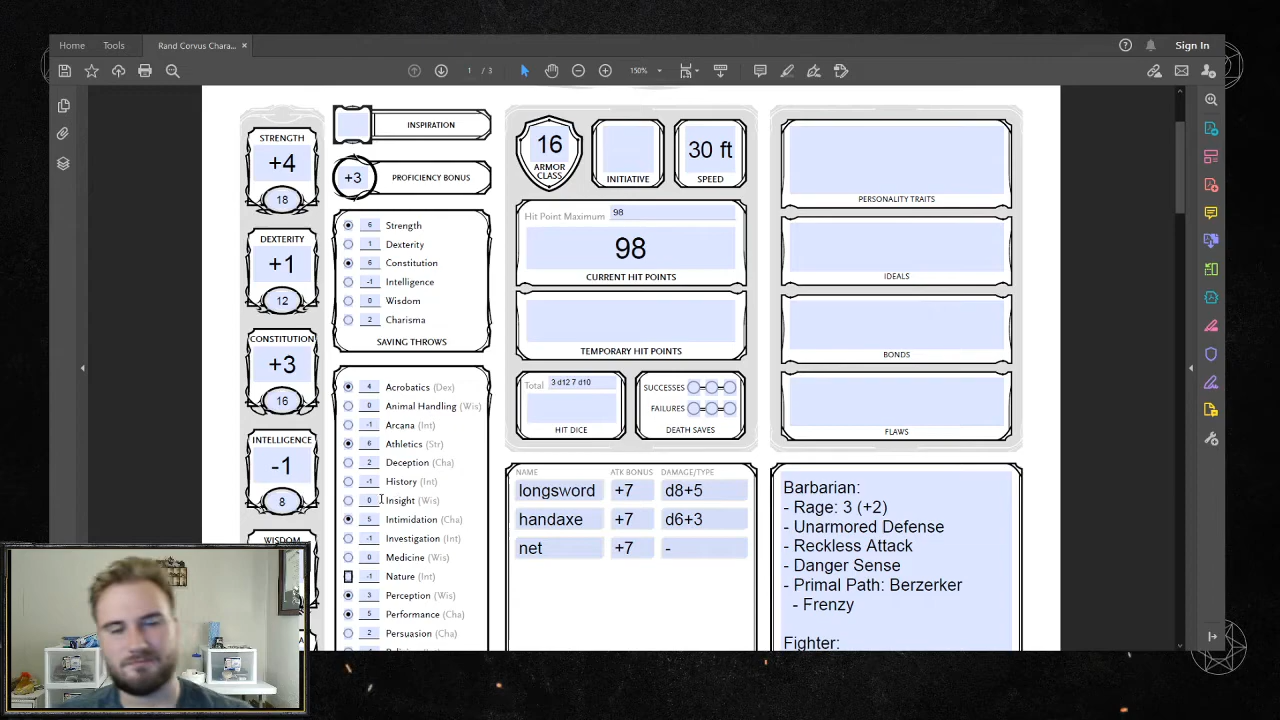 Home
Tools
Rand Corvus Chara...
Sign In
1 / 3
150%
STRENGTH
+4
18
DEXTERITY
+1
12
CONSTITUTION
+3
16
INTELLIGENCE
-1
8
WISDOM
INSPIRATION
+3 PROFICIENCY BONUS
6 Strength
1 Dexterity
6 Constitution
-1 Intelligence
0 Wisdom
2 Charisma
SAVING THROWS
4 Acrobatics (Dex)
0 Animal Handling (Wis)
-1 Arcana (Int)
6 Athletics (Str)
2 Deception (Cha)
-1 History (Int)
0 Insight (Wis)
5 Intimidation (Cha)
-1 Investigation (Int)
0 Medicine (Wis)
-1 Nature (Int)
3 Perception (Wis)
5 Performance (Cha)
2 Persuasion (Cha)
16
ARMOR
CLASS
INITIATIVE
30 ft
SPEED
Hit Point Maximum 98
98
CURRENT HIT POINTS
TEMPORARY HIT POINTS
Total 3 d12 7 d10
HIT DICE
SUCCESSES
FAILURES
DEATH SAVES
NAME ATK BONUS DAMAGE/TYPE
longsword +7 d8+5
handaxe +7 d6+3
net +7 -
PERSONALITY TRAITS
IDEALS
BONDS
FLAWS
Barbarian:
- Rage: 3 (+2)
- Unarmored Defense
- Reckless Attack
- Danger Sense
- Primal Path: Berzerker
- Frenzy
Fighter: